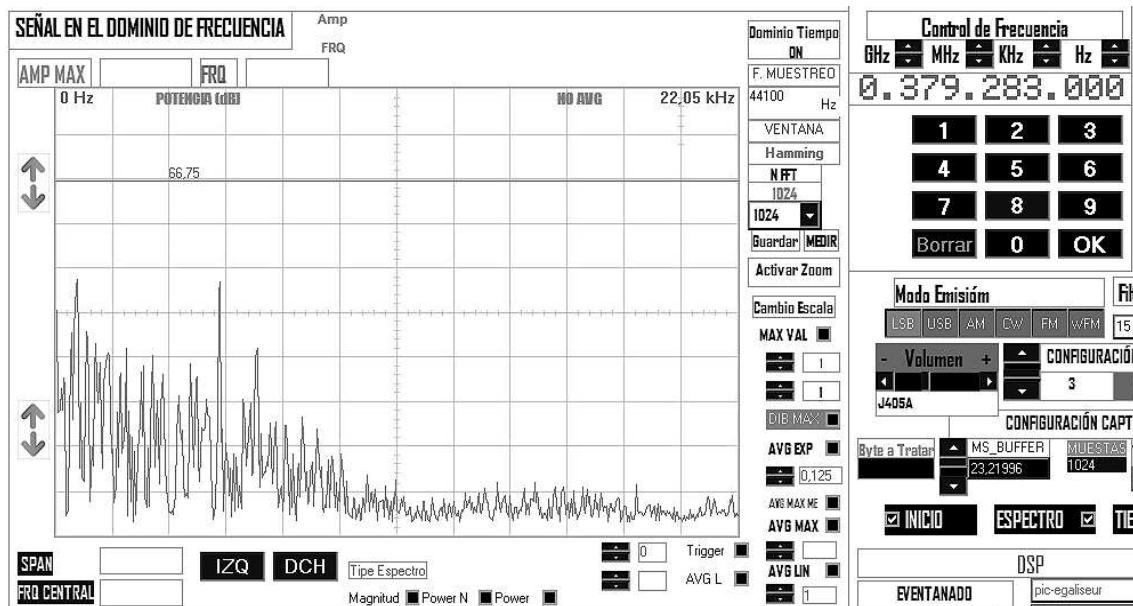 SEÑAL EN EL DOMINIO DE FRECUENCIA
Amp
FRQ
AMP MAX
FRQ
0 Hz
POTENCIA (dB)
NO AVG
22,05 kHz
66,75
Dominio Tiempo
ON
F. MUESTREO
44100 Hz
VENTANA
Hamming
N FFT
1024
1024
Guardar MEDIR
Activar Zoom
Cambio Escala
MAX VAL
1
1
DIB MAX
AVG EXP
0,125
AVG MAX ME
AVG MAX
AVG LIN
1
SPAN
FRQ CENTRAL
IZQ DCH
Tipe Espectro
Magnitud Power N Power
0 Trigger
AVG L
Control de Frecuencia
GHz MHz KHz Hz
0.379.283.000
1 2 3
4 5 6
7 8 9
Borrar 0 OK
Modo Emisióm
LSB USB AM CW FM WFM
15
- Volumen +
J405A
CONFIGURACIÓ
3
CONFIGURACIÓN CAPT
Byte a Tratar
MS_BUFFER
23,21996
MUESTAS
1024
INICIO ESPECTRO TIE
DSP
EVENTANADO
pic-egaliseur